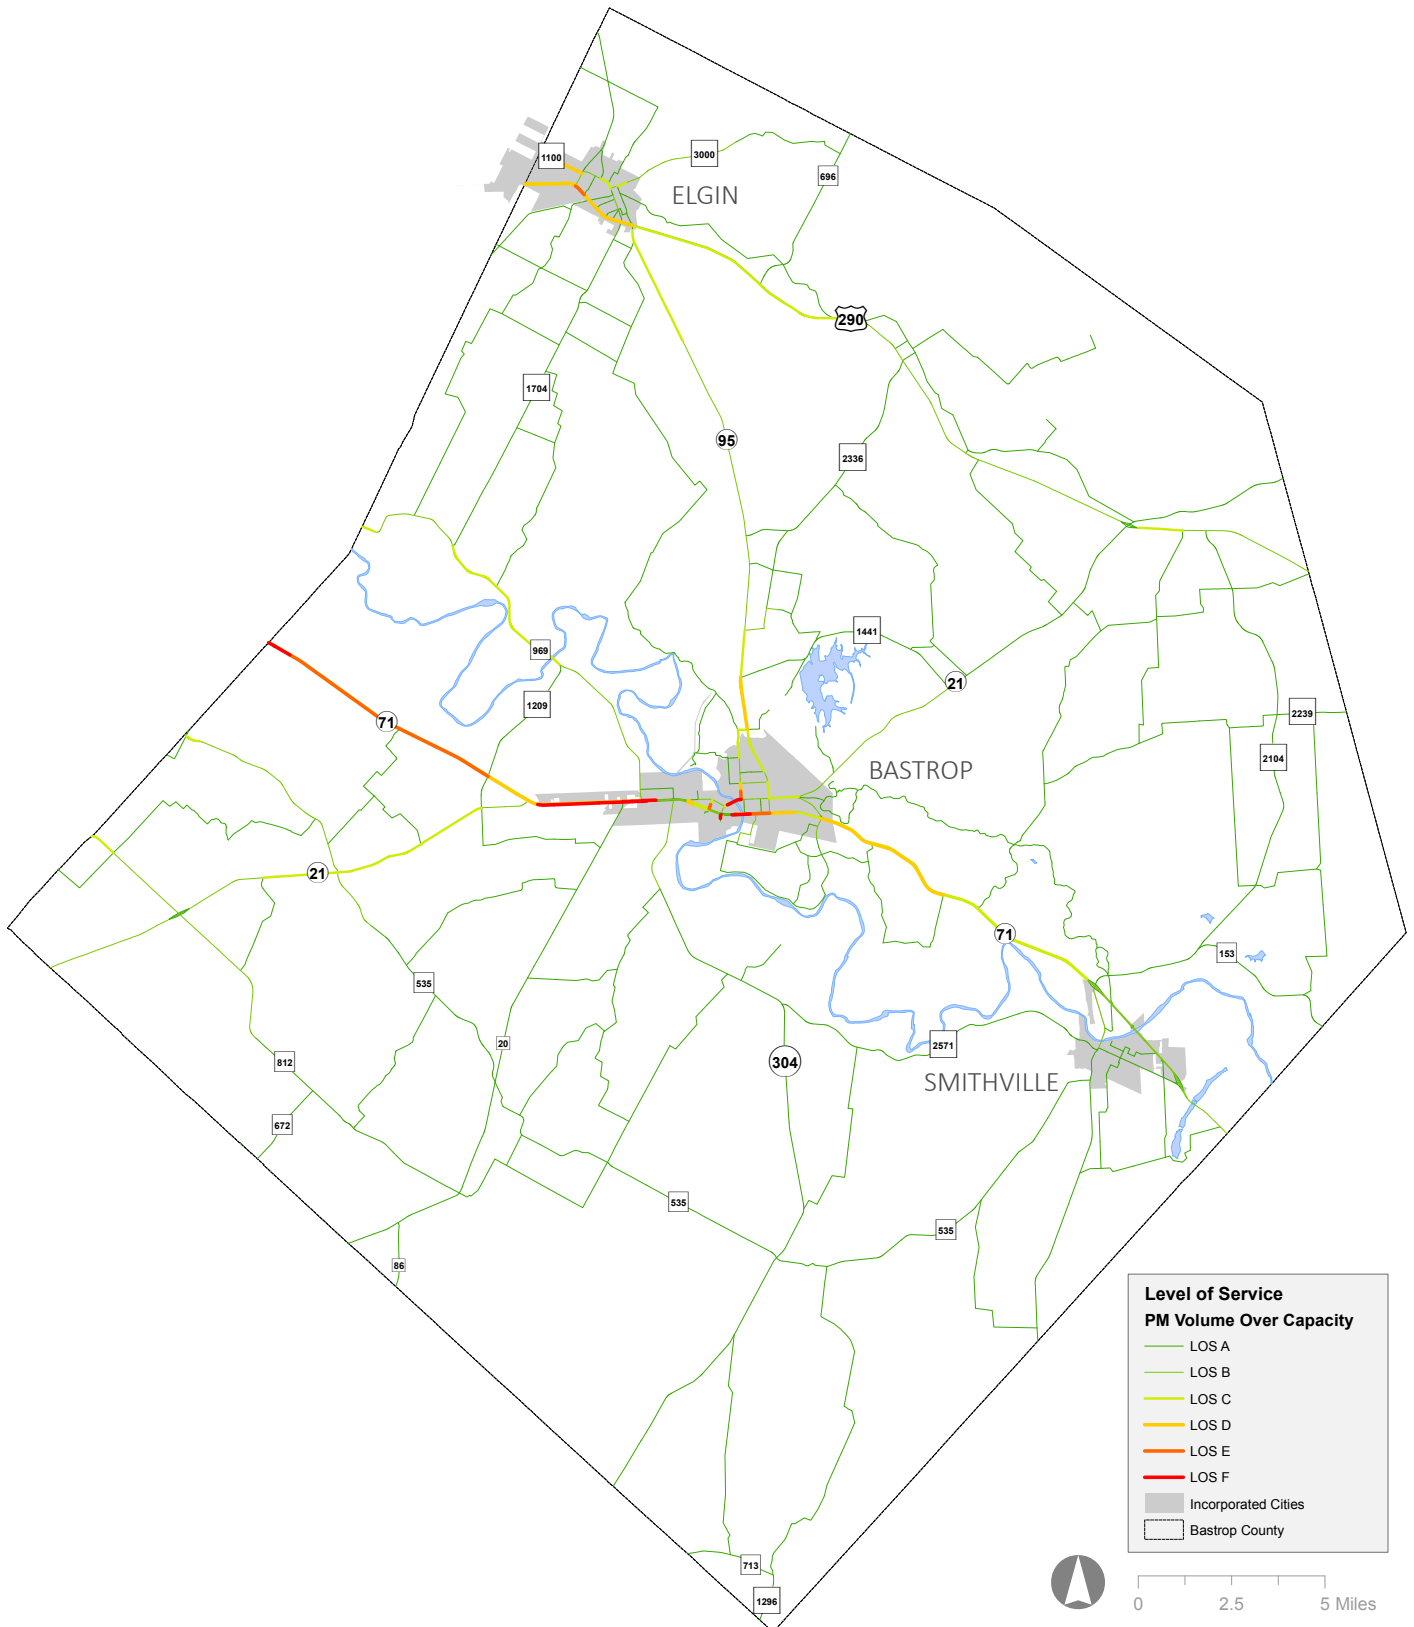 1100
3000
696
ELGIN
290
1704
95
2336
1441
969
21
1209
2239
71
2104
BASTROP
21
71
153
535
20
2571
304
812
SMITHVILLE
672
535
535
86
713
1296
Level of Service
PM Volume Over Capacity
LOS A
LOS B
LOS C
LOS D
LOS E
LOS F
Incorporated Cities
Bastrop County
0 2.5 5 Miles